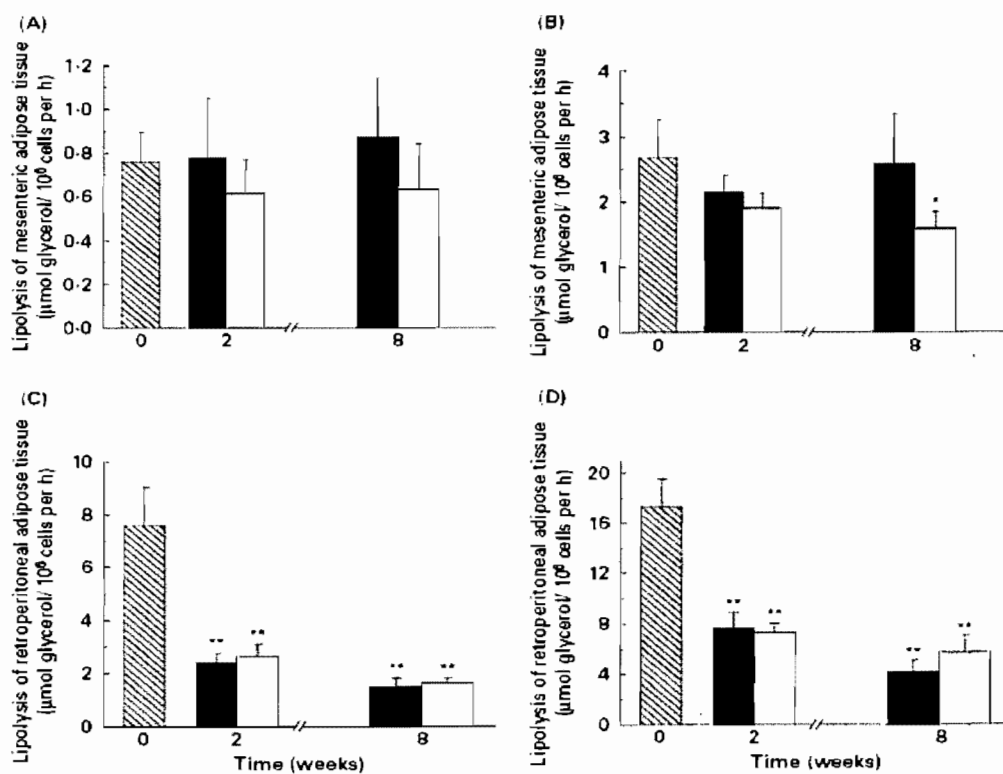 (A)
Lipolysis of mesenteric adipose tissue
(μmol glycerol/ 10⁶ cells per h)
1·2
1·0
0·8
0·6
0·4
0·2
0·0
0
2
8
(B)
Lipolysis of mesenteric adipose tissue
(μmol glycerol/ 10⁶ cells per h)
4
3
2
1
0
*
0
2
8
(C)
Lipolysis of retroperitoneal adipose tissue
(μmol glycerol/ 10⁶ cells per h)
10
8
6
4
2
0
** ** ** **
0
2
8
Time (weeks)
(D)
Lipolysis of retroperitoneal adipose tissue
(μmol glycerol/ 10⁶ cells per h)
20
16
12
8
4
0
** ** ** **
0
2
8
Time (weeks)